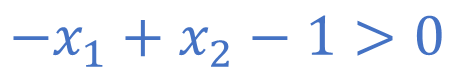 −x₁ + x₂ − 1 > 0